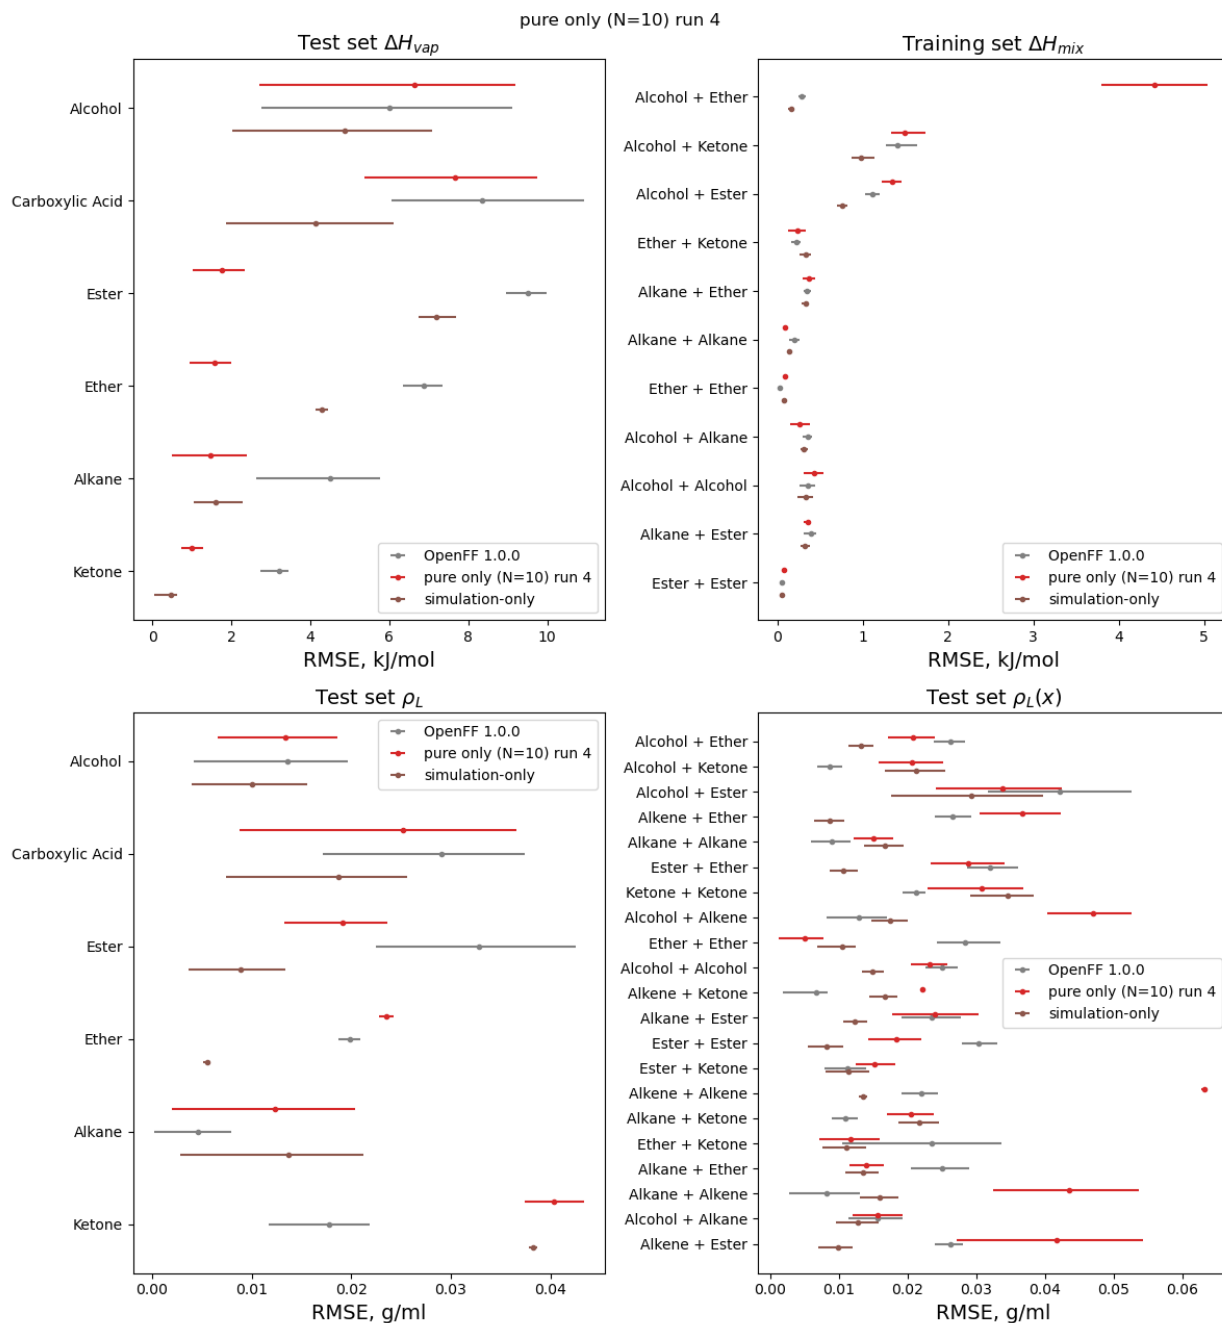 pure only (N=10) run 4
Test set ΔH_vap
Alcohol
Carboxylic Acid
Ester
Ether
Alkane
Ketone
OpenFF 1.0.0
pure only (N=10) run 4
simulation-only
0 2 4 6 8 10
RMSE, kJ/mol
Training set ΔH_mix
Alcohol + Ether
Alcohol + Ketone
Alcohol + Ester
Ether + Ketone
Alkane + Ether
Alkane + Alkane
Ether + Ether
Alcohol + Alkane
Alcohol + Alcohol
Alkane + Ester
Ester + Ester
OpenFF 1.0.0
pure only (N=10) run 4
simulation-only
0 1 2 3 4 5
RMSE, kJ/mol
Test set ρ_L
OpenFF 1.0.0
pure only (N=10) run 4
simulation-only
Alcohol
Carboxylic Acid
Ester
Ether
Alkane
Ketone
0.00 0.01 0.02 0.03 0.04
RMSE, g/ml
Test set ρ_L(x)
Alcohol + Ether
Alcohol + Ketone
Alcohol + Ester
Alkene + Ether
Alkane + Alkane
Ester + Ether
Ketone + Ketone
Alcohol + Alkene
Ether + Ether
Alcohol + Alcohol
Alkene + Ketone
Alkane + Ester
Ester + Ester
Ester + Ketone
Alkene + Alkene
Alkane + Ketone
Ether + Ketone
Alkane + Ether
Alkane + Alkene
Alcohol + Alkane
Alkene + Ester
OpenFF 1.0.0
pure only (N=10) run 4
simulation-only
0.00 0.01 0.02 0.03 0.04 0.05 0.06
RMSE, g/ml